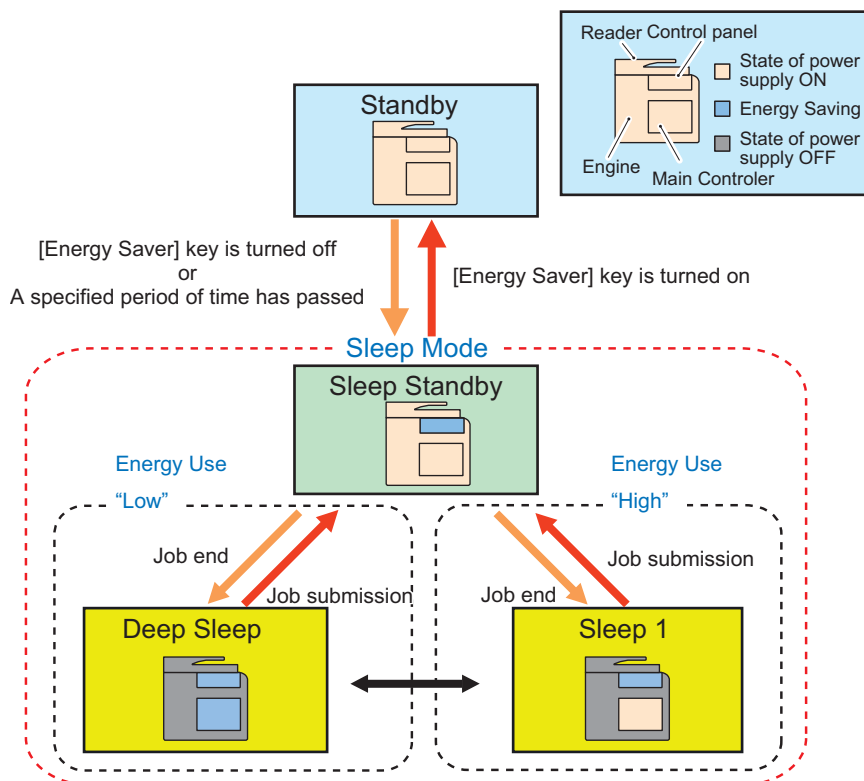 Reader Control panel
State of power
supply ON
Energy Saving
State of power
supply OFF
Engine
Main Controler
Standby
[Energy Saver] key is turned off
or
A specified period of time has passed
[Energy Saver] key is turned on
Sleep Mode
Sleep Standby
Energy Use
“Low”
Energy Use
“High”
Job end
Job submission
Job submission
Job end
Deep Sleep
Sleep 1